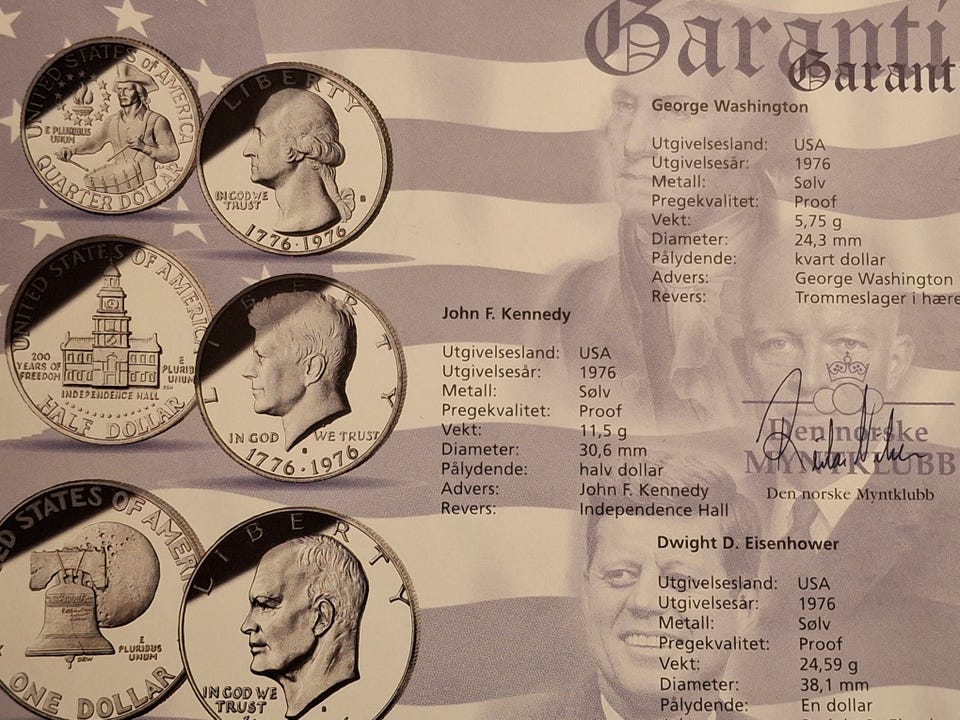 Garanti
Garant
UNITED STATES of AMERICA
E PLURIBUS
UNUM
QUARTER DOLLAR
LIBERTY
IN GOD WE
TRUST
1776·1976
George Washington
Utgivelsesland: USA
Utgivelsesår: 1976
Metall: Sølv
Pregekvalitet: Proof
Vekt: 5,75 g
Diameter: 24,3 mm
Pålydende: kvart dollar
Advers: George Washington
Revers: Trommeslager i hære
UNITED STATES OF AMERICA
200
YEARS OF
FREEDOM
E
PLURIB
UNUM
INDEPENDENCE HALL
HALF DOLLAR
LIBERTY
IN GOD WE TRUST
1776·1976
John F. Kennedy
Utgivelsesland: USA
Utgivelsesår: 1976
Metall: Sølv
Pregekvalitet: Proof
Vekt: 11,5 g
Diameter: 30,6 mm
Pålydende: halv dollar
Advers: John F. Kennedy
Revers: Independence Hall
Den norske
MYNTKLUBB
Den norske Myntklubb
ED STATES OF AMERI
E
PLURIBUS
UNUM
ONE DOLLAR
LIBERTY
IN GOD WE
TRUST
Dwight D. Eisenhower
Utgivelsesland: USA
Utgivelsesår: 1976
Metall: Sølv
Pregekvalitet: Proof
Vekt: 24,59 g
Diameter: 38,1 mm
Pålydende: En dollar